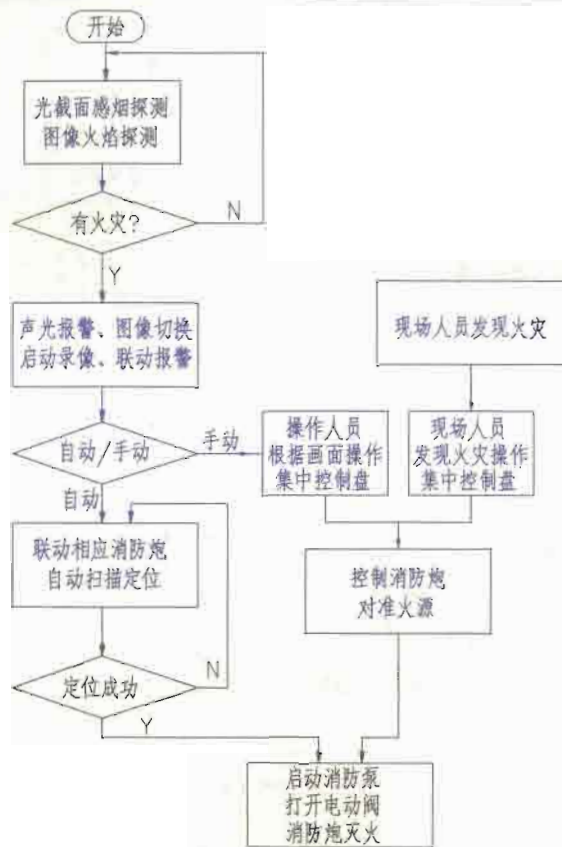 开始
光截面感烟探测
图像火焰探测
有火灾?
N
Y
声光报警、图像切换
启动录像、联动报警
现场人员发现火灾
自动/手动
手动
操作人员
根据画面操作
集中控制盘
现场人员
发现火灾操作
集中控制盘
自动
联动相应消防炮
自动扫描定位
控制消防炮
对准火源
定位成功
N
Y
启动消防泵
打开电动阀
消防炮灭火